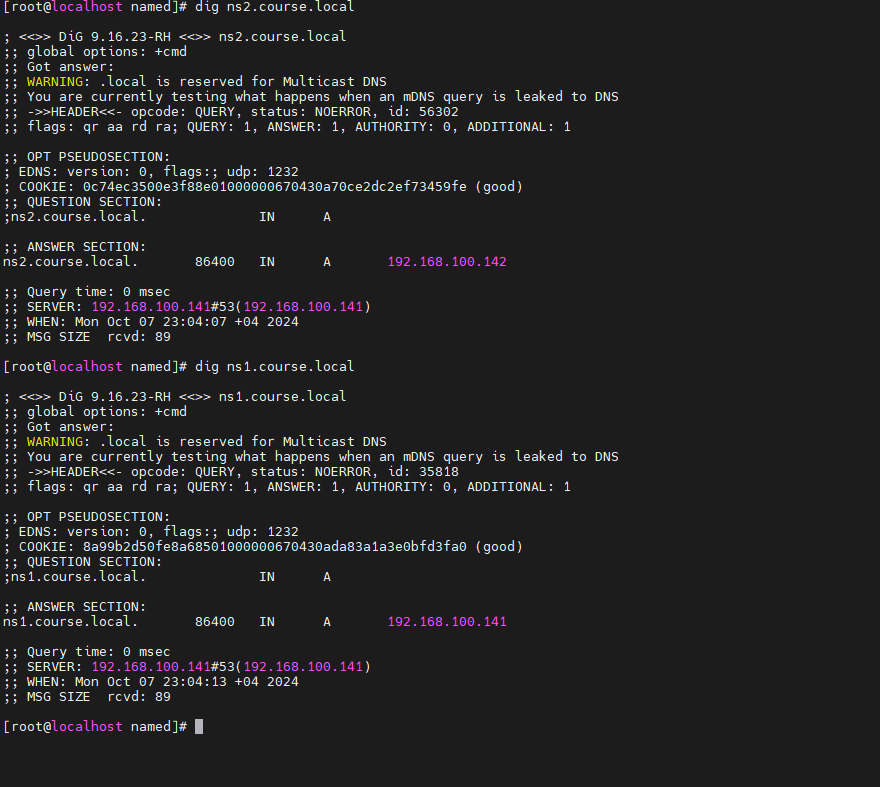 [root@localhost named]# dig ns2.course.local
; <<>> DiG 9.16.23-RH <<>> ns2.course.local
;; global options: +cmd
;; Got answer:
;; WARNING: .local is reserved for Multicast DNS
;; You are currently testing what happens when an mDNS query is leaked to DNS
;; ->>HEADER<<- opcode: QUERY, status: NOERROR, id: 56302
;; flags: qr aa rd ra; QUERY: 1, ANSWER: 1, AUTHORITY: 0, ADDITIONAL: 1
;; OPT PSEUDOSECTION:
; EDNS: version: 0, flags:; udp: 1232
; COOKIE: 0c74ec3500e3f88e01000000670430a70ce2dc2ef73459fe (good)
;; QUESTION SECTION:
;ns2.course.local. IN A
;; ANSWER SECTION:
ns2.course.local. 86400 IN A 192.168.100.142
;; Query time: 0 msec
;; SERVER: 192.168.100.141#53(192.168.100.141)
;; WHEN: Mon Oct 07 23:04:07 +04 2024
;; MSG SIZE rcvd: 89
[root@localhost named]# dig ns1.course.local
; <<>> DiG 9.16.23-RH <<>> ns1.course.local
;; global options: +cmd
;; Got answer:
;; WARNING: .local is reserved for Multicast DNS
;; You are currently testing what happens when an mDNS query is leaked to DNS
;; ->>HEADER<<- opcode: QUERY, status: NOERROR, id: 35818
;; flags: qr aa rd ra; QUERY: 1, ANSWER: 1, AUTHORITY: 0, ADDITIONAL: 1
;; OPT PSEUDOSECTION:
; EDNS: version: 0, flags:; udp: 1232
; COOKIE: 8a99b2d50fe8a68501000000670430ada83a1a3e0bfd3fa0 (good)
;; QUESTION SECTION:
;ns1.course.local. IN A
;; ANSWER SECTION:
ns1.course.local. 86400 IN A 192.168.100.141
;; Query time: 0 msec
;; SERVER: 192.168.100.141#53(192.168.100.141)
;; WHEN: Mon Oct 07 23:04:13 +04 2024
;; MSG SIZE rcvd: 89
[root@localhost named]#